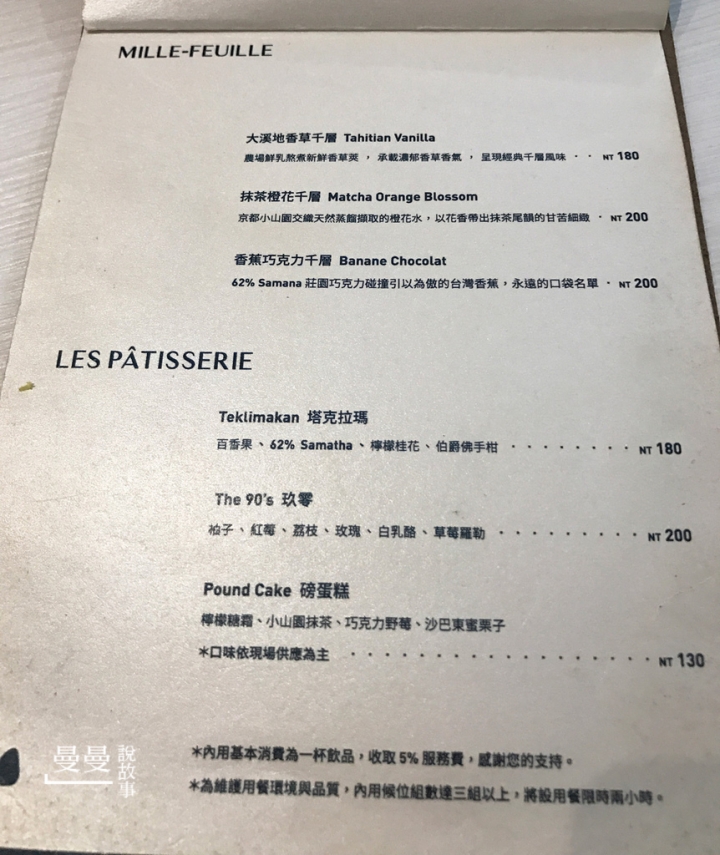 MILLE-FEUILLE
大溪地香草千層 Tahitian Vanilla
農場鮮乳熬煮新鮮香草莢，承載濃郁香草香氣，呈現經典千層風味 ·· NT 180
抹茶橙花千層 Matcha Orange Blossom
京都小山園交織天然蒸餾擷取的橙花水，以花香帶出抹茶尾韻的甘苦細緻 · NT 200
香蕉巧克力千層 Banane Chocolat
62% Samana 莊園巧克力碰撞引以為傲的台灣香蕉，永遠的口袋名單 · NT 200
LES PÂTISSERIE
Teklimakan 塔克拉瑪
百香果、62% Samatha、檸檬桂花、伯爵佛手柑 ········ NT 180
The 90's 玖零
柚子、紅莓、荔枝、玫瑰、白乳酪、草莓羅勒 ········· NT 200
Pound Cake 磅蛋糕
檸檬糖霜、小山園抹茶、巧克力野莓、沙巴東蜜栗子
*口味依現場供應為主 ·················· NT 130
*內用基本消費為一杯飲品，收取 5% 服務費，感謝您的支持。
*為維護用餐環境與品質，內用候位組數達三組以上，將設用餐限時兩小時。
曼曼說故事